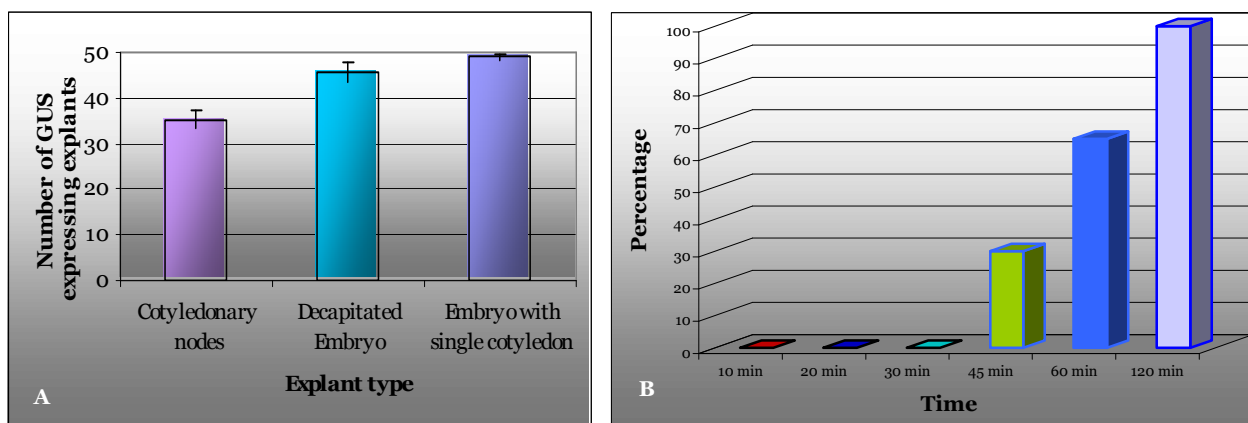 Number of GUS
expressing explants
50
40
30
20
10
0
Cotyledonary
nodes
Decapitated
Embryo
Embryo with
single cotyledon
Explant type
A
Percentage
100
90
80
70
60
50
40
30
20
10
0
10 min
20 min
30 min
45 min
60 min
120 min
Time
B